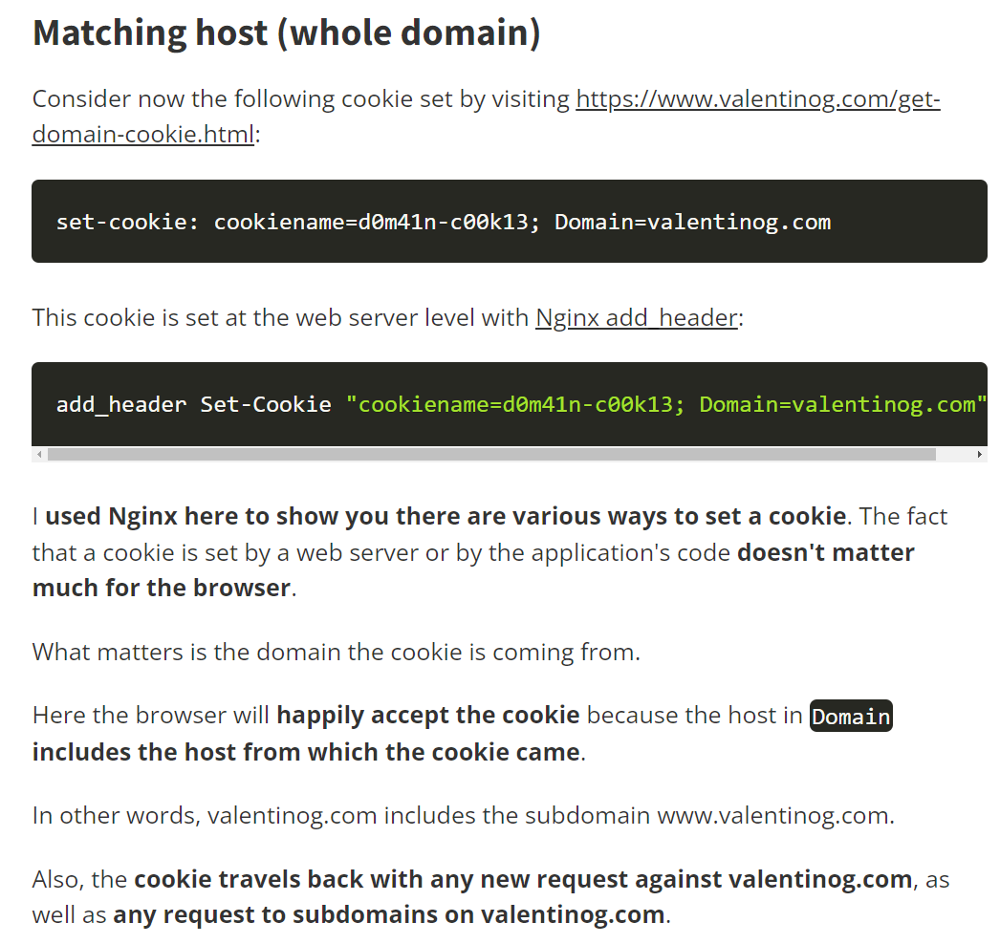 Matching host (whole domain)
Consider now the following cookie set by visiting https://www.valentinog.com/get-
domain-cookie.html:
set-cookie: cookiename=d0m41n-c00k13; Domain=valentinog.com
This cookie is set at the web server level with Nginx add_header:
add_header Set-Cookie "cookiename=d0m41n-c00k13; Domain=valentinog.com"
I used Nginx here to show you there are various ways to set a cookie. The fact
that a cookie is set by a web server or by the application's code doesn't matter
much for the browser.
What matters is the domain the cookie is coming from.
Here the browser will happily accept the cookie because the host in Domain
includes the host from which the cookie came.
In other words, valentinog.com includes the subdomain www.valentinog.com.
Also, the cookie travels back with any new request against valentinog.com, as
well as any request to subdomains on valentinog.com.